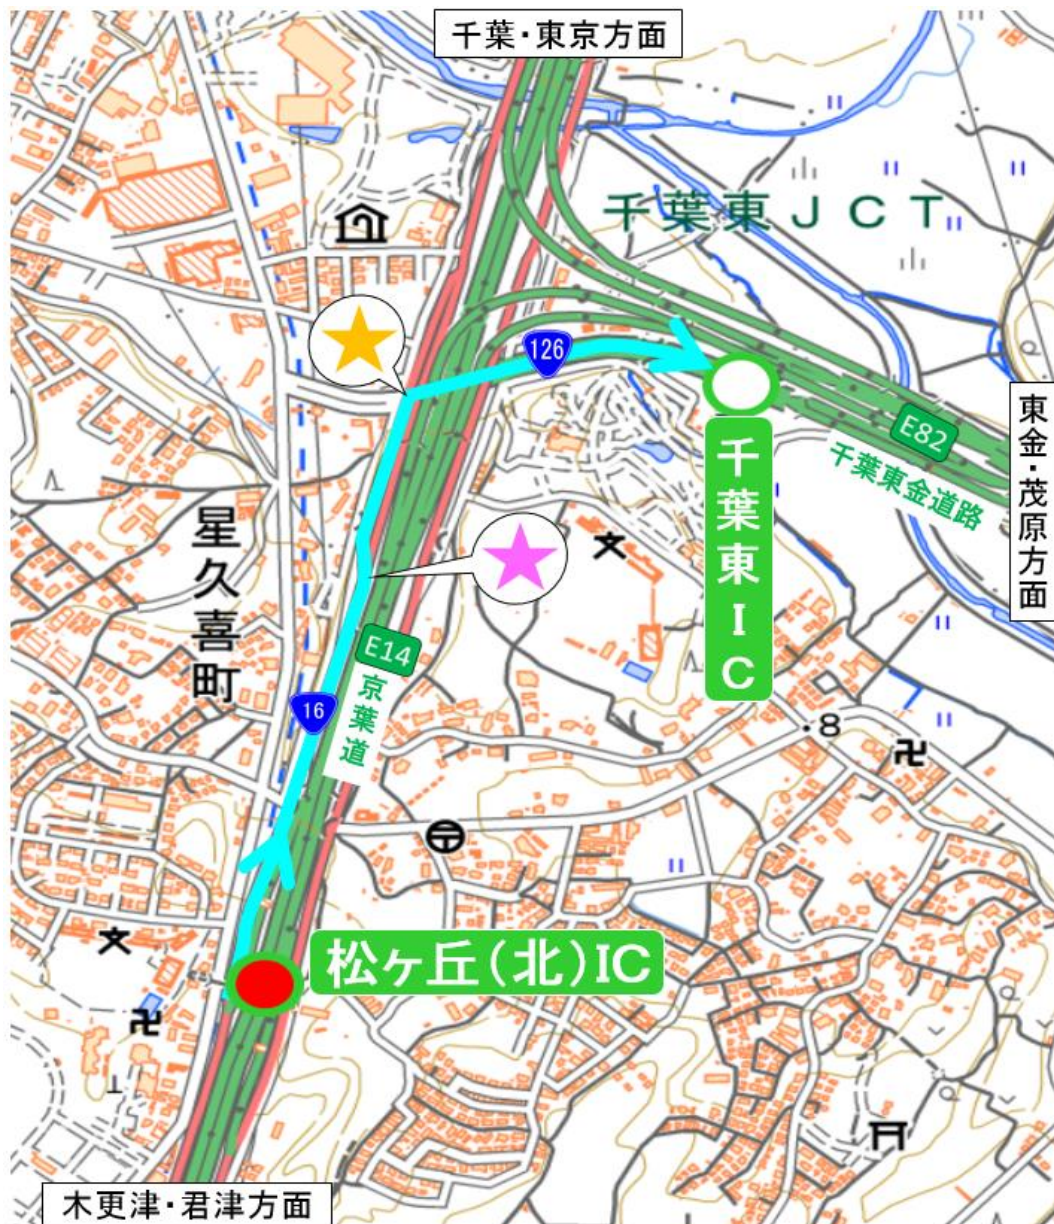 千葉・東京方面
千葉東JCT
126
E82
千葉東金道路
東金・茂原方面
千葉東IC
星久喜町
E14
京葉道
16
・8
松ヶ丘(北)IC
木更津・君津方面